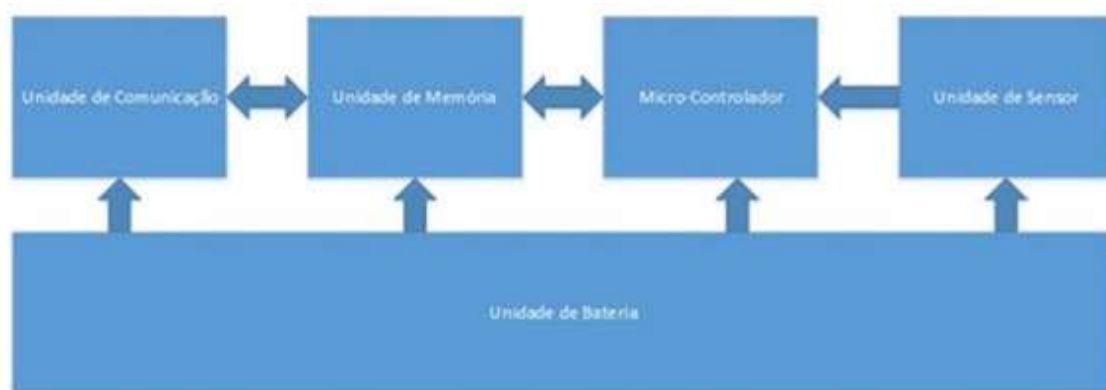 Unidade de Comunicação
Unidade de Memória
Micro-Controlador
Unidade de Sensor
Unidade de Bateria